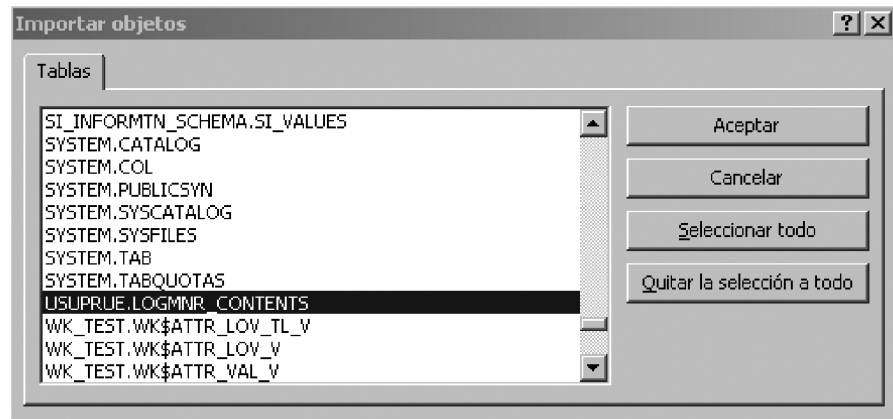 Importar objetos
Tablas
SI_INFORMTN_SCHEMA.SI_VALUES
SYSTEM.CATALOG
SYSTEM.COL
SYSTEM.PUBLICSYN
SYSTEM.SYSCATALOG
SYSTEM.SYSFILES
SYSTEM.TAB
SYSTEM.TABQUOTAS
USUPRUE.LOGMNR_CONTENTS
WK_TEST.WK$ATTR_LOV_TL_V
WK_TEST.WK$ATTR_LOV_V
WK_TEST.WK$ATTR_VAL_V
Aceptar
Cancelar
Seleccionar todo
Quitar la selección a todo